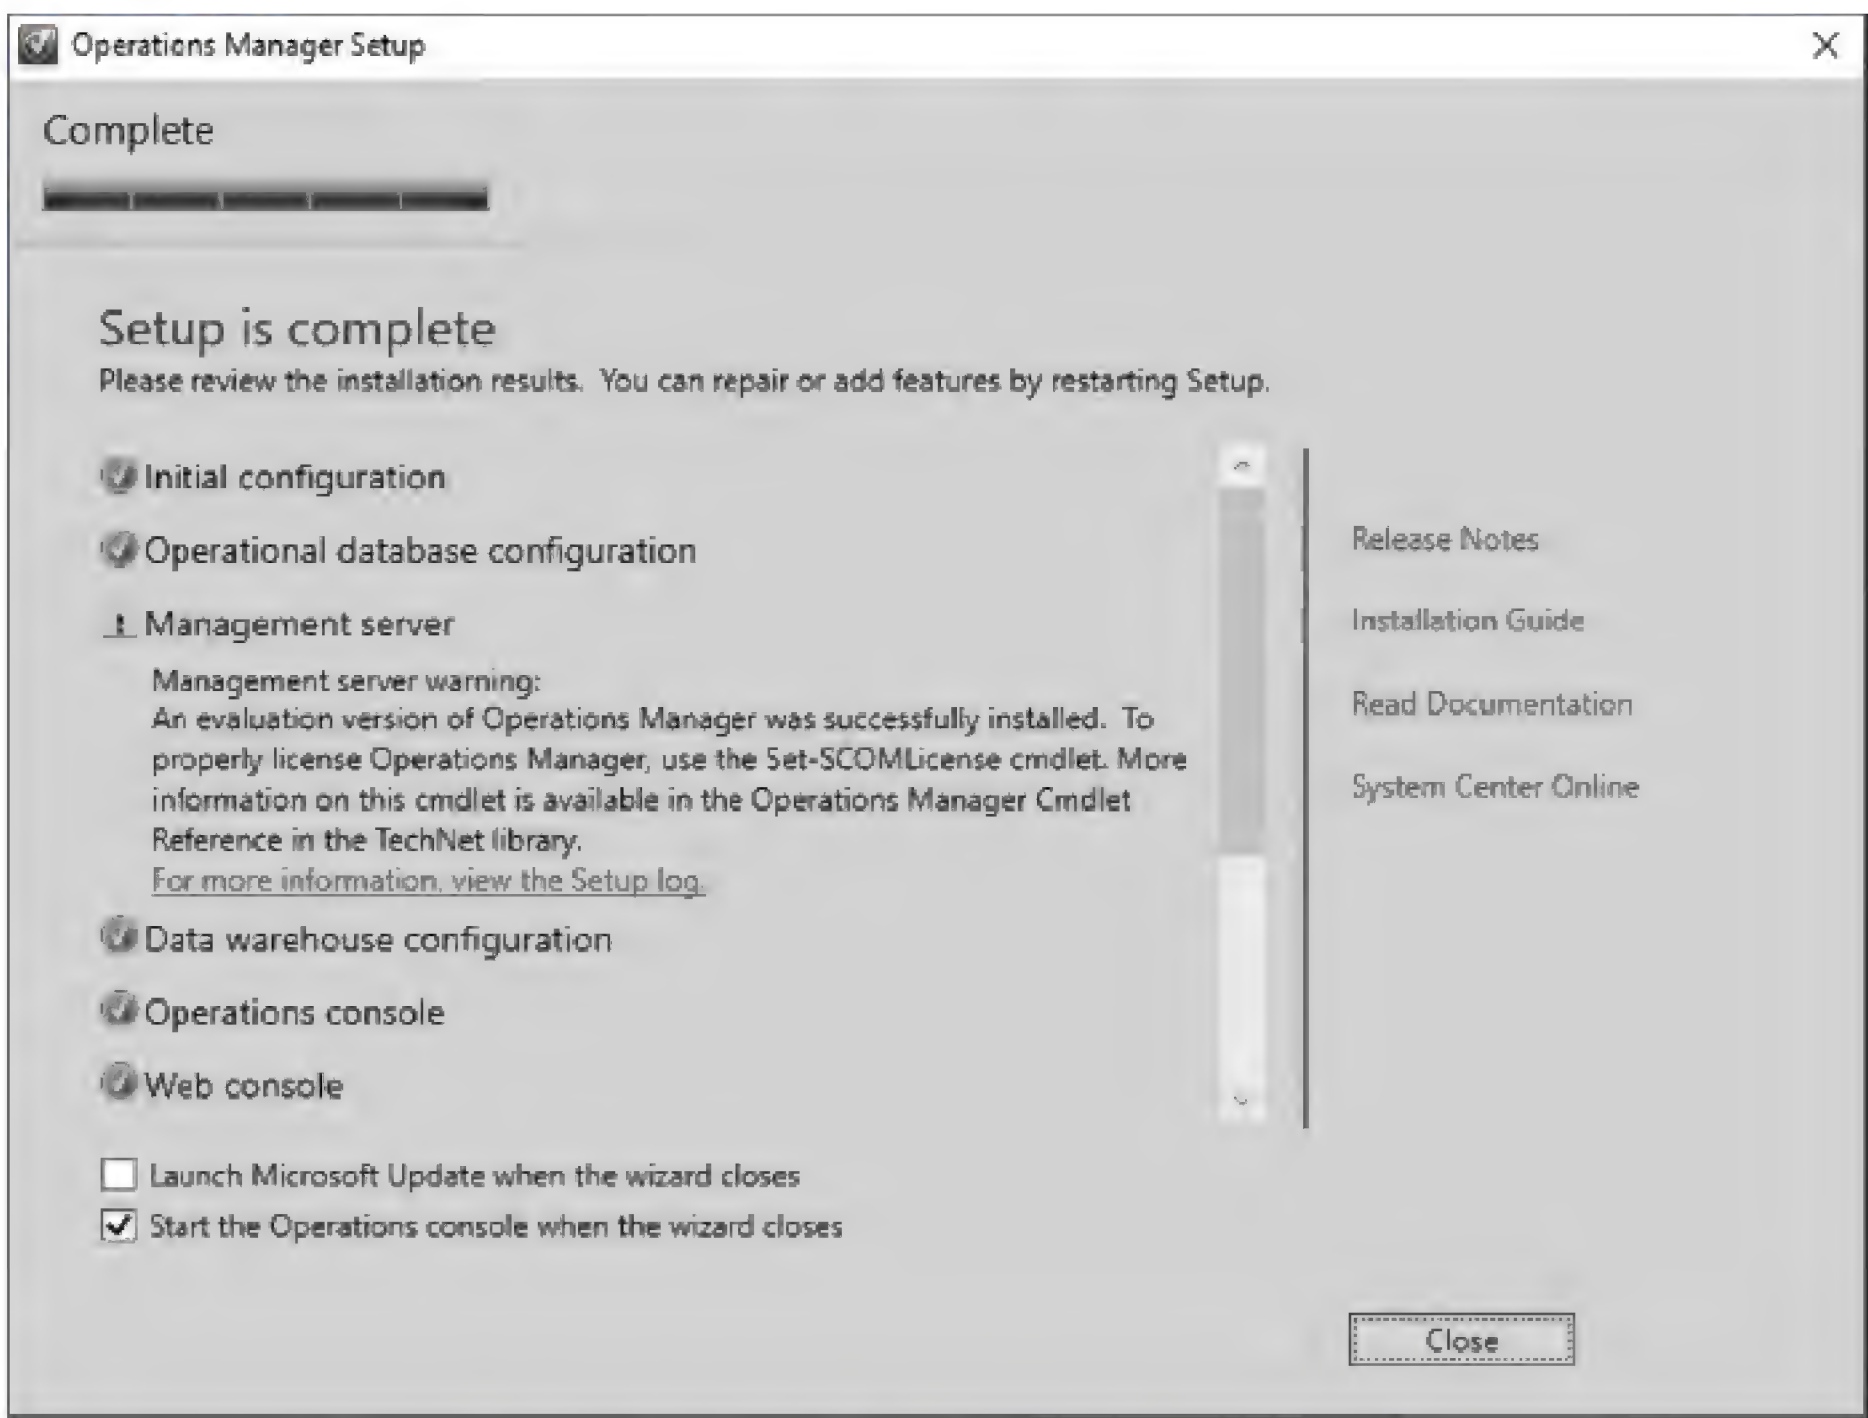 Operations Manager Setup
Complete
Setup is complete
Please review the installation results. You can repair or add features by restarting Setup.
Initial configuration
Operational database configuration
Management server
Management server warning:
An evaluation version of Operations Manager was successfully installed. To
properly license Operations Manager, use the Set-SCOMLicense cmdlet. More
information on this cmdlet is available in the Operations Manager Cmdlet
Reference in the TechNet library.
For more information, view the Setup log.
Data warehouse configuration
Operations console
Web console
Release Notes
Installation Guide
Read Documentation
System Center Online
Launch Microsoft Update when the wizard closes
Start the Operations console when the wizard closes
Close